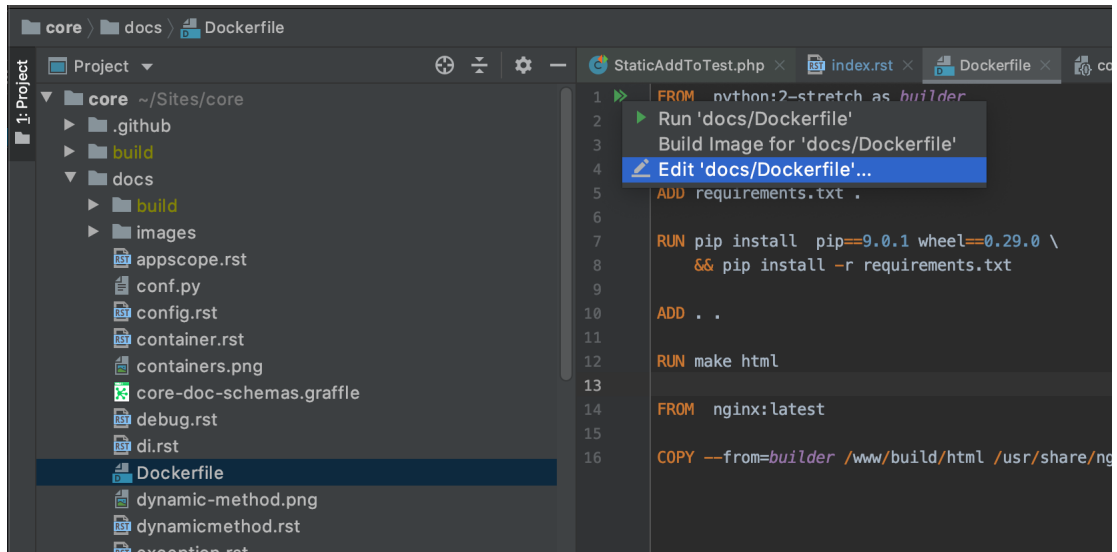 core docs Dockerfile
1: Project
Project
core ~/Sites/core
.github
build
docs
build
images
appscope.rst
conf.py
config.rst
container.rst
containers.png
core-doc-schemas.graffle
debug.rst
di.rst
Dockerfile
dynamic-method.png
dynamicmethod.rst
exception.rst
StaticAddToTest.php index.rst Dockerfile co
1 FROM python:2-stretch as builder
2
3
4
5 ADD requirements.txt .
6
7 RUN pip install pip==9.0.1 wheel==0.29.0 \
8 && pip install -r requirements.txt
9
10 ADD . .
11
12 RUN make html
13
14 FROM nginx:latest
15
16 COPY --from=builder /www/build/html /usr/share/ng
Run 'docs/Dockerfile'
Build Image for 'docs/Dockerfile'
Edit 'docs/Dockerfile'...